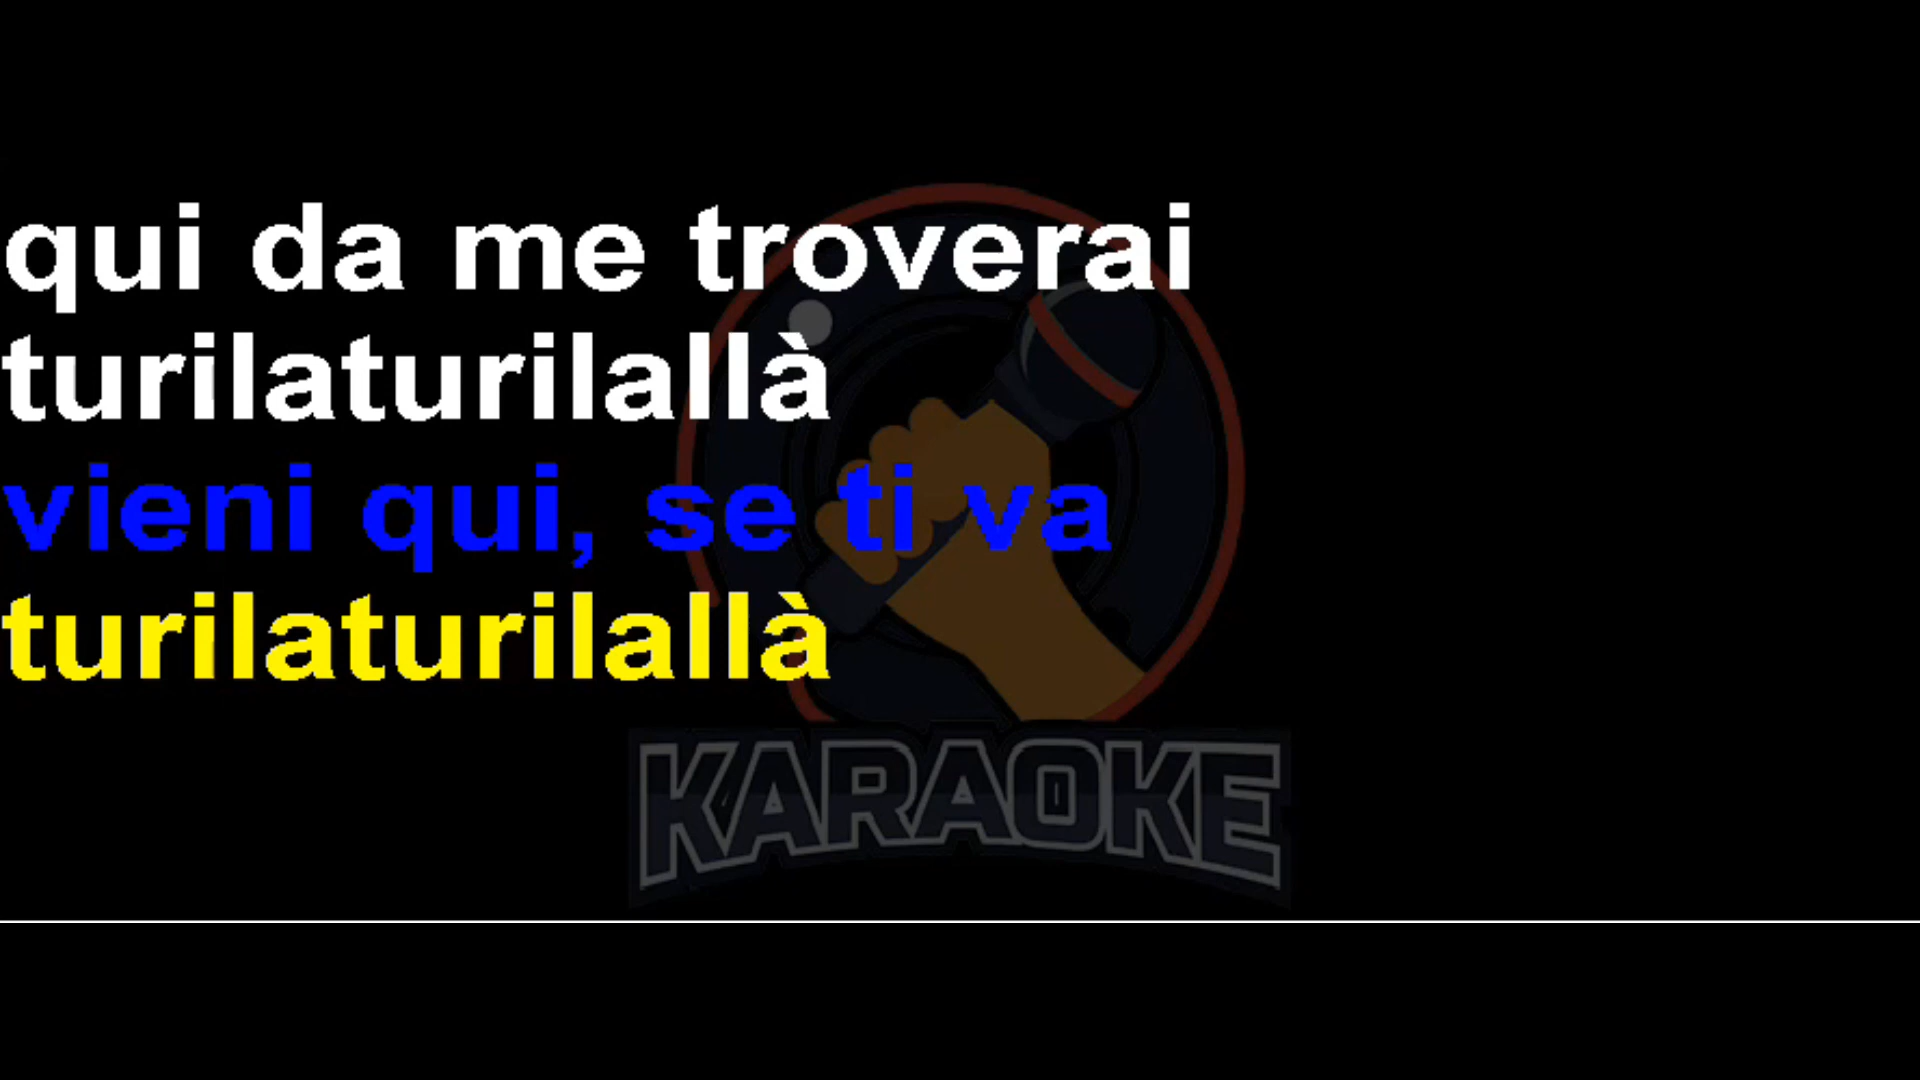 qui da me troverai
turilaturilallà
vieni qui, se ti va
turilaturilallà
KARAOKE